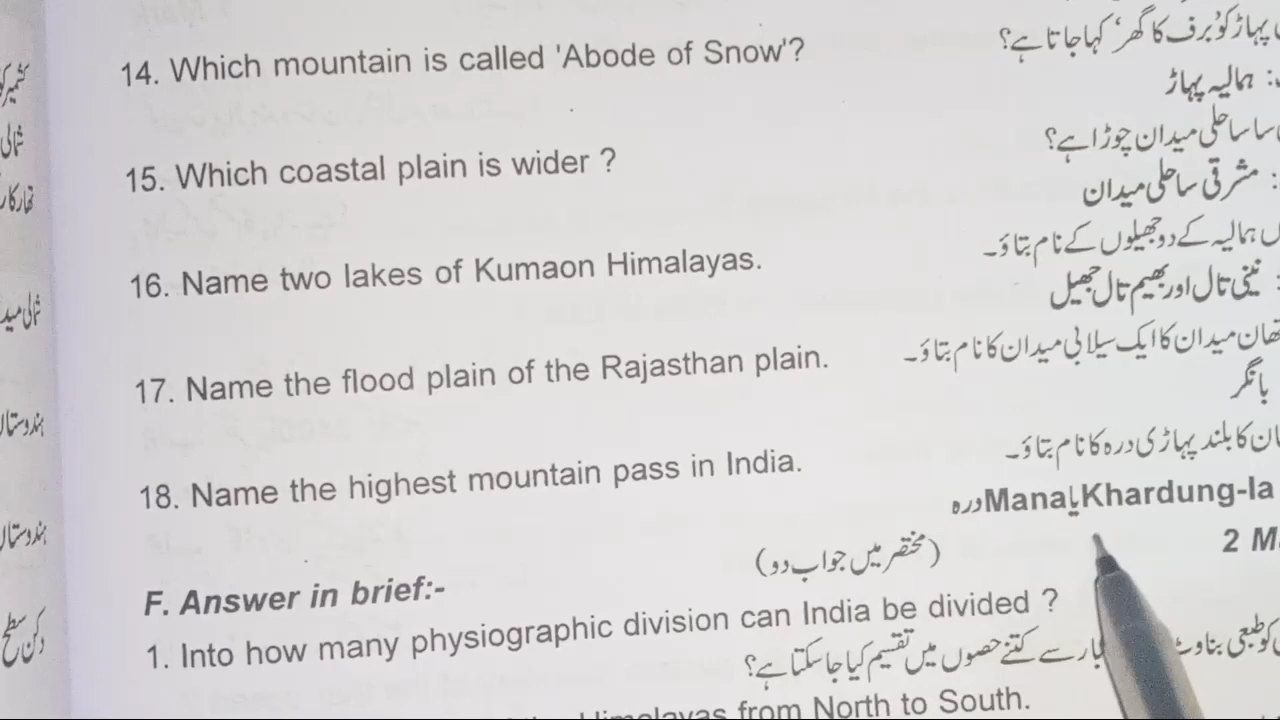 پہاڑ کو ’برف کا گھر‘ کہا جاتا ہے؟
14. Which mountain is called 'Abode of Snow'?
: ہمالیہ پہاڑ
ساحلی میدان چوڑا ہے؟
15. Which coastal plain is wider ?
: مشرقی ساحلی میدان
ہمالیہ کے دو جھیلوں کے نام بتاؤ۔
16. Name two lakes of Kumaon Himalayas.
: نینی تال اور بھیم تال جھیل
میدان کا ایک سیلابی میدان کا نام بتاؤ۔
17. Name the flood plain of the Rajasthan plain.
بانگر
کا بلند پہاڑی درہ کا نام بتاؤ۔
18. Name the highest mountain pass in India.
Khardung-la یا Mana درہ
F. Answer in brief:- (مختصر میں جواب دو) 2
1. Into how many physiographic division can India be divided ?
کو طبعی بناوٹ سے کتنے حصوں میں تقسیم کیا جاسکتا ہے؟
Himalayas from North to South.